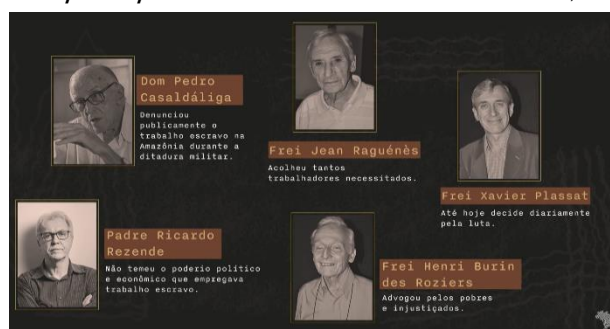 Dom Pedro
Casaldáliga
Denunciou
publicamente o
trabalho escravo na
Amazônia durante a
ditadura militar.
Frei Jean Raguénès
Acolheu tantos
trabalhadores necessitados.
Frei Xavier Plassat
Até hoje decide diariamente
pela luta.
Padre Ricardo
Rezende
Não temeu o poderio político
e econômico que empregava
trabalho escravo.
Frei Henri Burin
des Roziers
Advogou pelos pobres
e injustiçados.